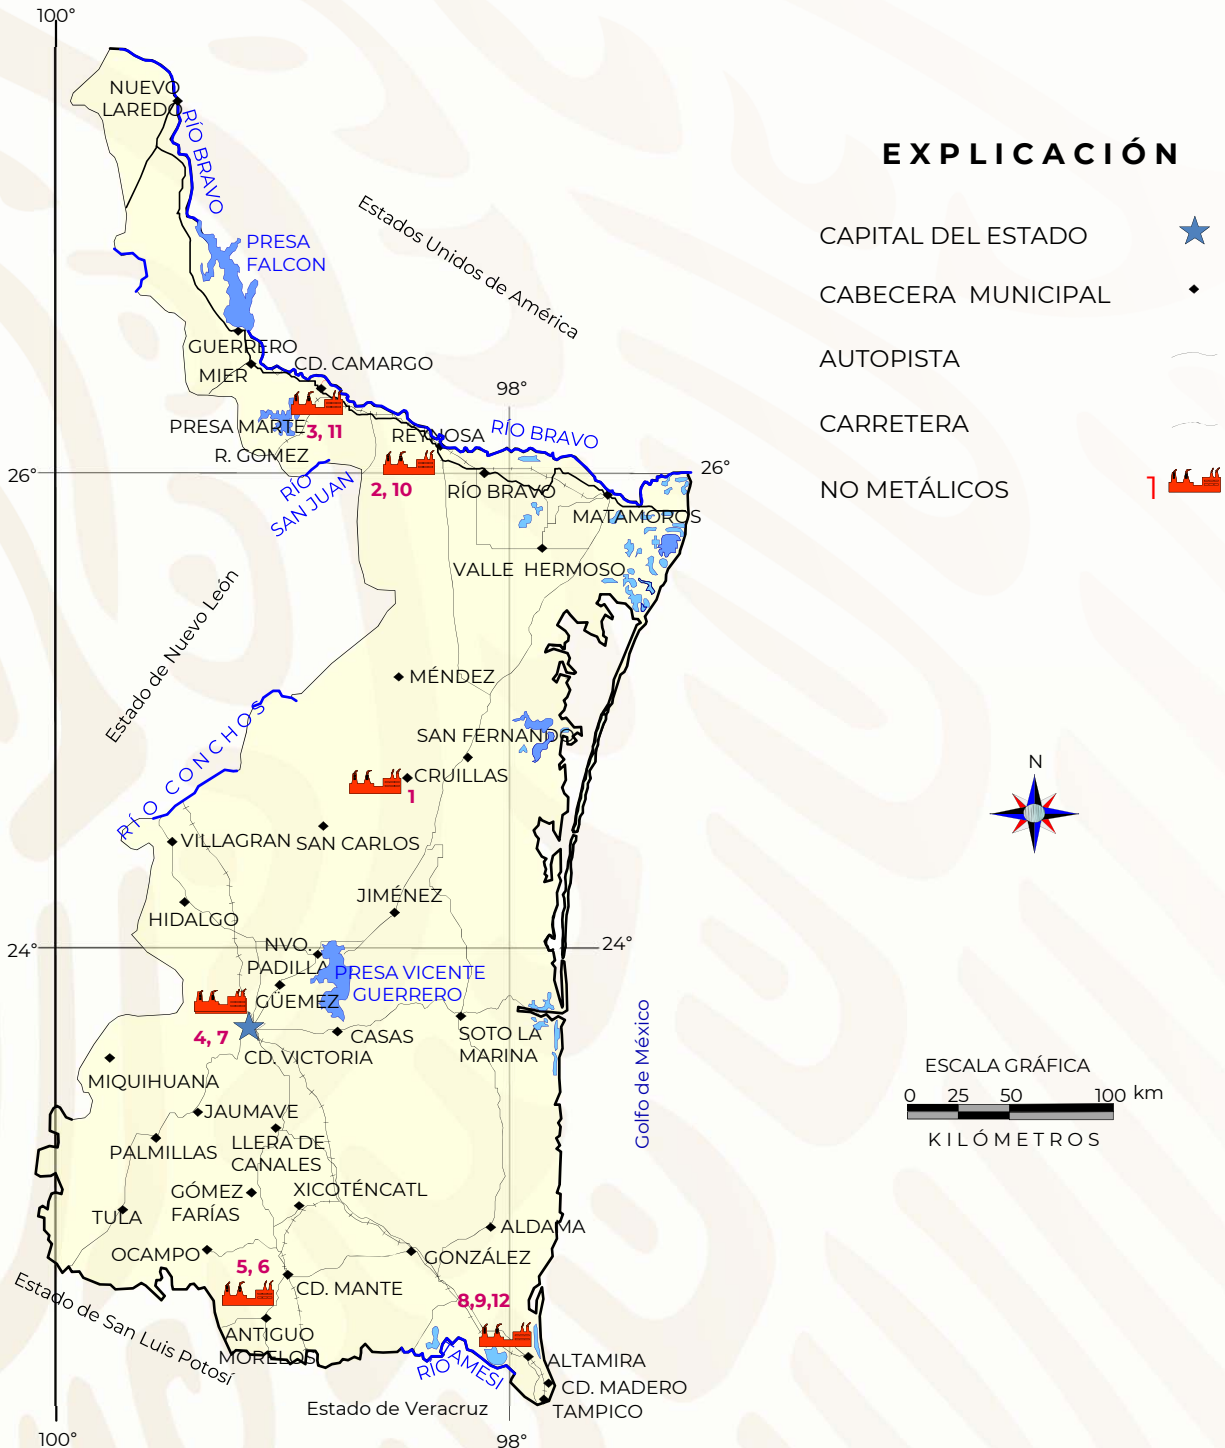 100°
NUEVO
LAREDO
RÍO BRAVO
PRESA
FALCON
Estados Unidos de América
EXPLICACIÓN
CAPITAL DEL ESTADO
CABECERA MUNICIPAL
AUTOPISTA
CARRETERA
NO METÁLICOS
1
GUERRERO
MIER
CD. CAMARGO
98°
PRESA MARTE
R. GOMEZ
3, 11
REYNOSA
RÍO BRAVO
26°
26°
2, 10
RÍO
SAN JUAN
RÍO BRAVO
MATAMOROS
VALLE HERMOSO
Estado de Nuevo León
MÉNDEZ
RÍO CONCHOS
SAN FERNANDO
CRUILLAS
1
N
VILLAGRAN
SAN CARLOS
JIMÉNEZ
HIDALGO
24°
24°
NVO.
PADILLA
PRESA VICENTE
GUERRERO
GÜEMEZ
4, 7
CASAS
SOTO LA
MARINA
CD. VICTORIA
Golfo de México
MIQUIHUANA
JAUMAVE
PALMILLAS
LLERA DE
CANALES
ESCALA GRÁFICA
0 25 50 100 km
KILÓMETROS
GÓMEZ
FARÍAS
XICOTÉNCATL
TULA
ALDAMA
OCAMPO
GONZÁLEZ
5, 6
CD. MANTE
8,9,12
Estado de San Luis Potosí
ANTIGUO
MORELOS
RÍO
AMESI
ALTAMIRA
CD. MADERO
TAMPICO
Estado de Veracruz
100°
98°